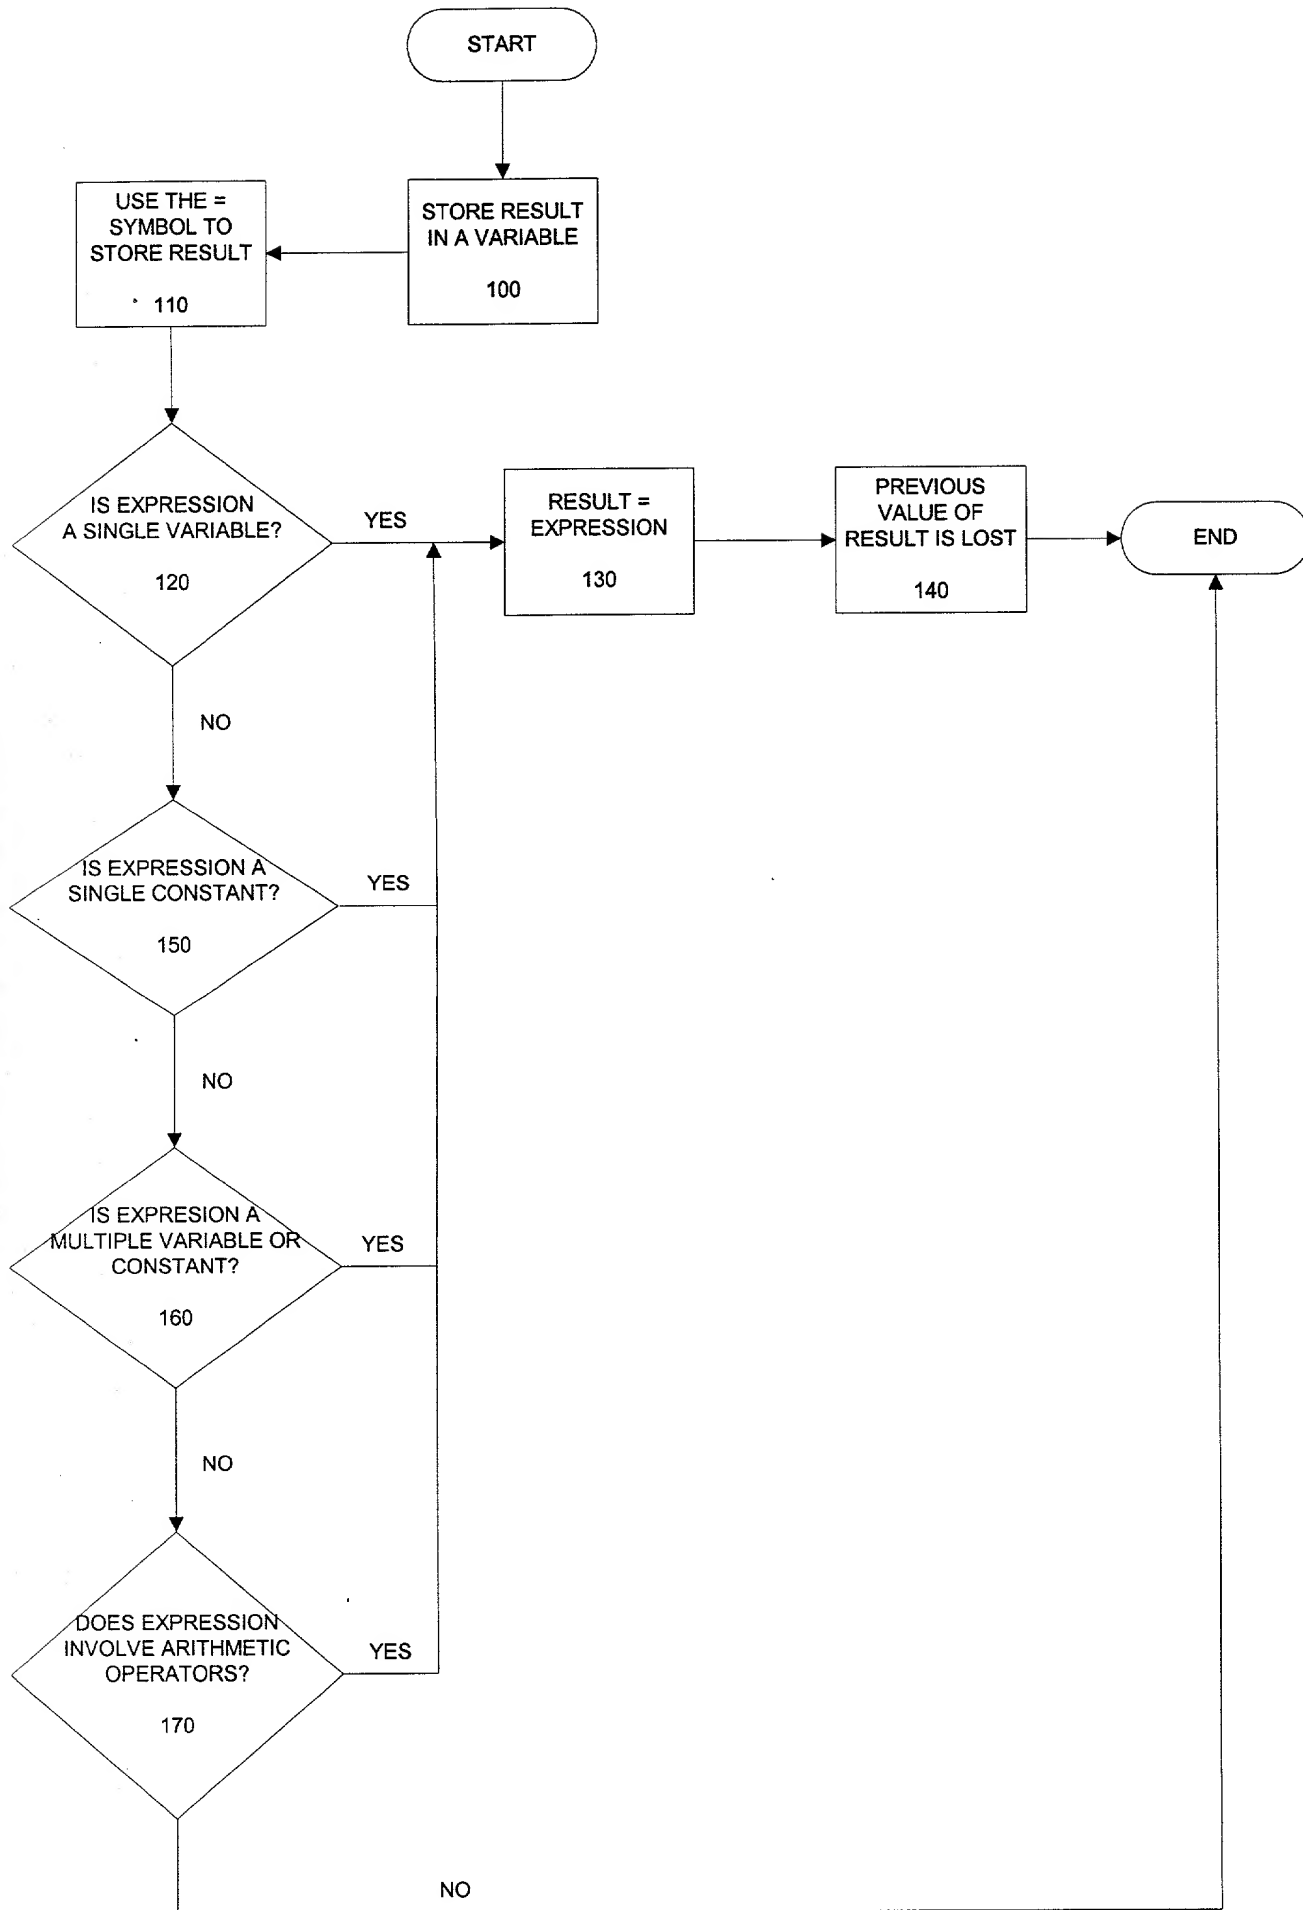 START
USE THE =
SYMBOL TO
STORE RESULT
110
STORE RESULT
IN A VARIABLE
100
IS EXPRESSION
A SINGLE VARIABLE?
120
YES
RESULT =
EXPRESSION
130
PREVIOUS
VALUE OF
RESULT IS LOST
140
END
NO
IS EXPRESSION A
SINGLE CONSTANT?
150
YES
NO
IS EXPRESION A
MULTIPLE VARIABLE OR
CONSTANT?
160
YES
NO
DOES EXPRESSION
INVOLVE ARITHMETIC
OPERATORS?
170
YES
NO